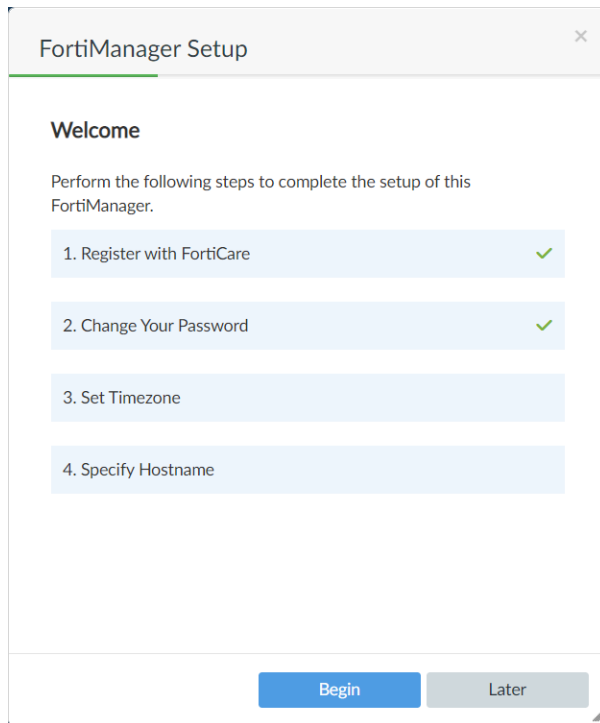 FortiManager Setup
Welcome
Perform the following steps to complete the setup of this
FortiManager.
1. Register with FortiCare
2. Change Your Password
3. Set Timezone
4. Specify Hostname
Begin
Later